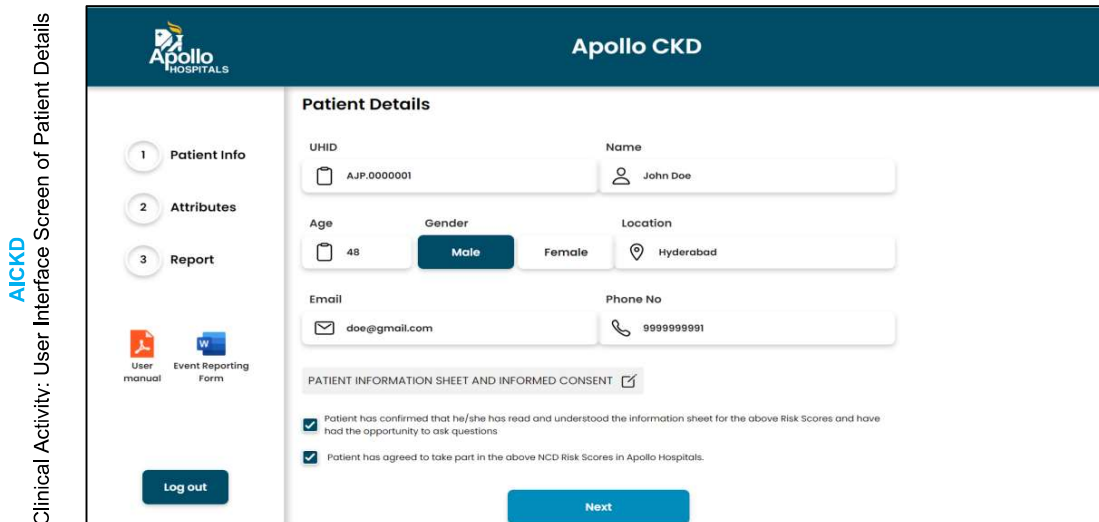 AICKD
Clinical Activity: User Interface Screen of Patient Details
Apollo
HOSPITALS
Apollo CKD
Patient Details
1 Patient Info
2 Attributes
3 Report
User manual
Event Reporting Form
Log out
UHID
Name
AJP.0000001
John Doe
Age
Gender
Location
48
Male
Female
Hyderabad
Email
Phone No
doe@gmail.com
9999999991
PATIENT INFORMATION SHEET AND INFORMED CONSENT
Patient has confirmed that he/she has read and understood the information sheet for the above Risk Scores and have
had the opportunity to ask questions
Patient has agreed to take part in the above NCD Risk Scores in Apollo Hospitals.
Next